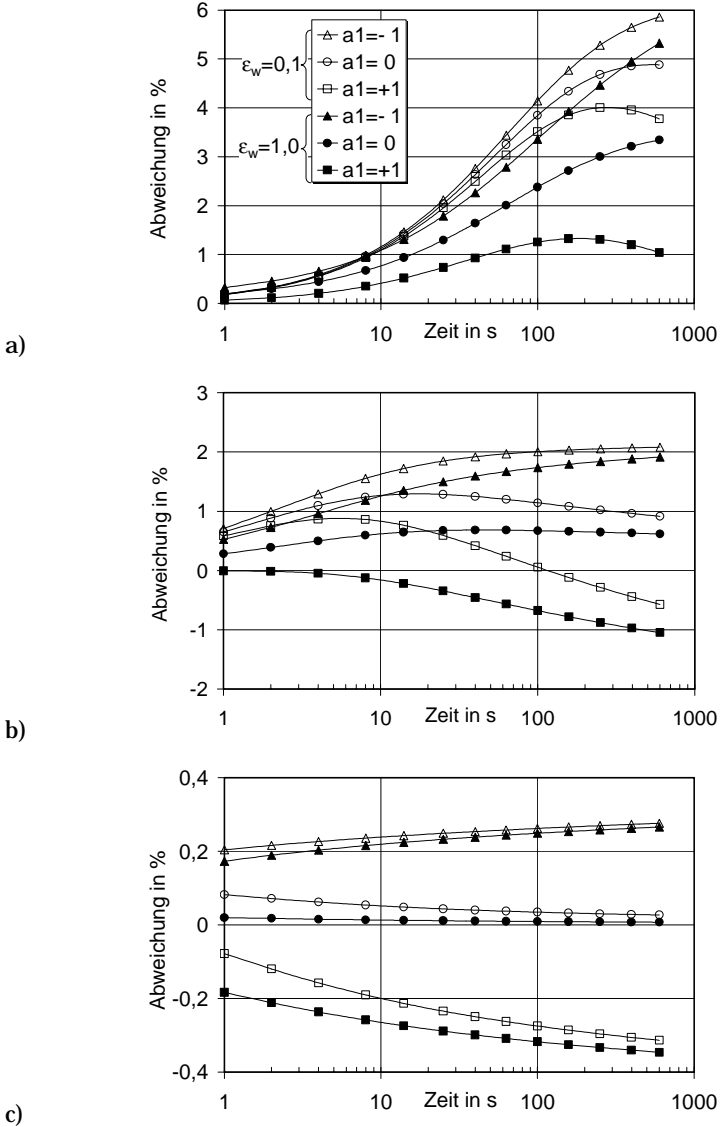 6
5
4
3
2
1
0
Abweichung in %
ε_w=0,1
ε_w=1,0
a1=- 1
a1= 0
a1=+1
a1=- 1
a1= 0
a1=+1
1
10
100
1000
Zeit in s
a)
3
2
1
0
-1
-2
Abweichung in %
1
10
100
1000
Zeit in s
b)
0,4
0,2
0
-0,2
-0,4
Abweichung in %
1
10
100
1000
Zeit in s
c)